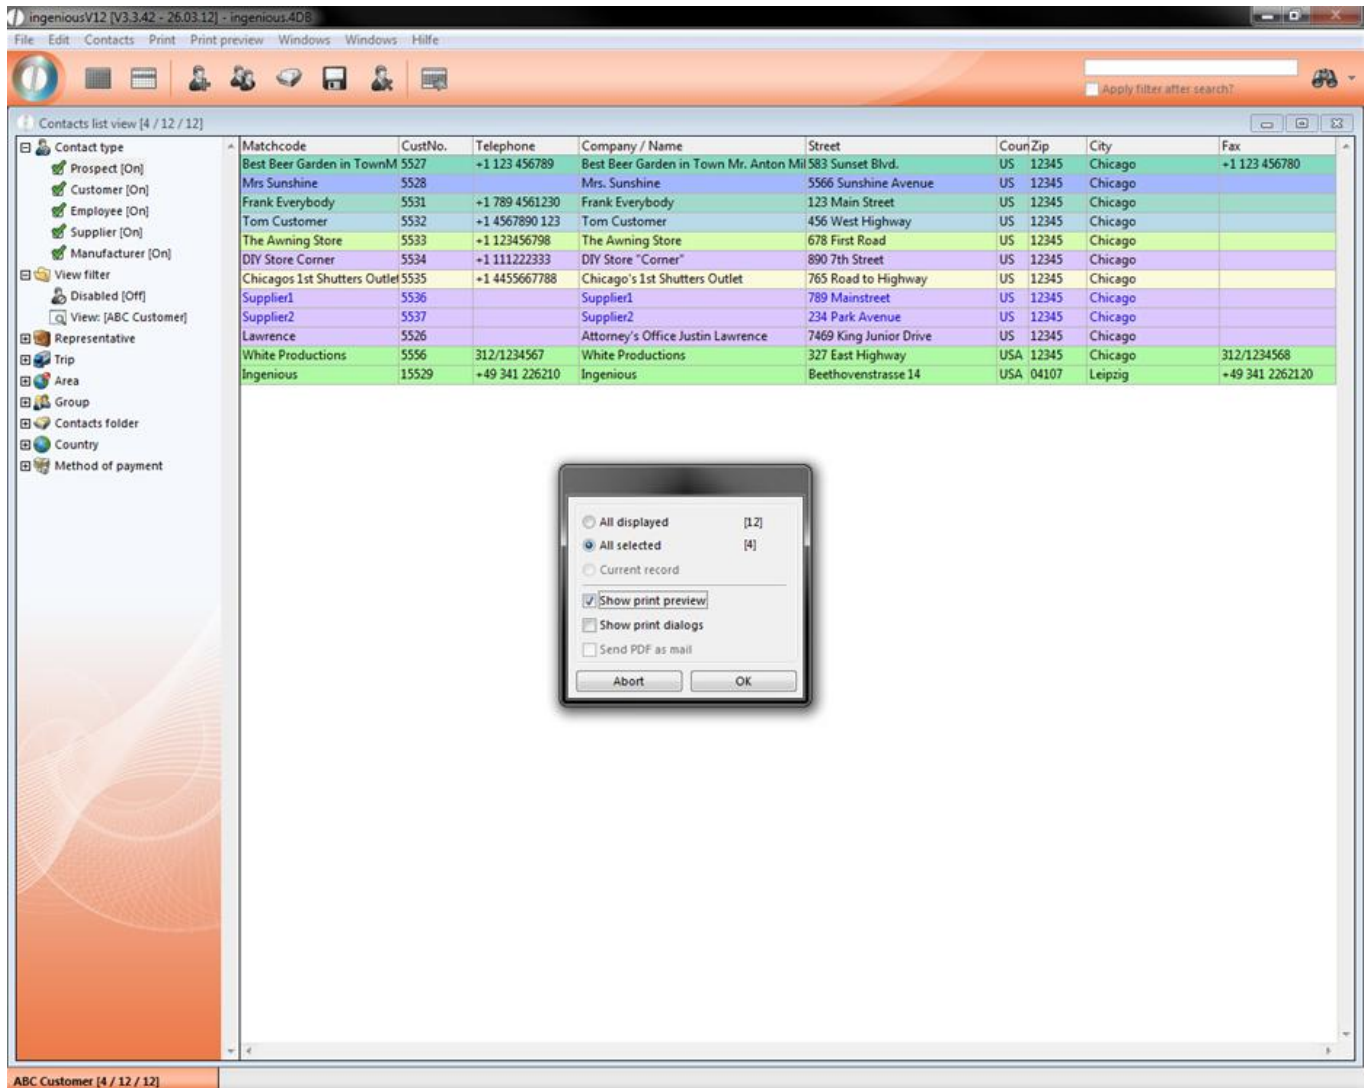 ingeniousV12 [V3.3.42 - 26.03.12] - ingenious.4DB
File Edit Contacts Print Print preview Windows Windows Hilfe
Apply filter after search?
Contacts list view [4 / 12 / 12]
Contact type
Prospect [On]
Customer [On]
Employee [On]
Supplier [On]
Manufacturer [On]
View filter
Disabled [Off]
View: [ABC Customer]
Representative
Trip
Area
Group
Contacts folder
Country
Method of payment
Matchcode CustNo. Telephone Company / Name Street Coun Zip City Fax
Best Beer Garden in TownM 5527 +1 123 456789 Best Beer Garden in Town Mr. Anton Mil 583 Sunset Blvd. US 12345 Chicago +1 123 456780
Mrs Sunshine 5528 Mrs. Sunshine 5566 Sunshine Avenue US 12345 Chicago
Frank Everybody 5531 +1 789 4561230 Frank Everybody 123 Main Street US 12345 Chicago
Tom Customer 5532 +1 4567890 123 Tom Customer 456 West Highway US 12345 Chicago
The Awning Store 5533 +1 123456798 The Awning Store 678 First Road US 12345 Chicago
DIY Store Corner 5534 +1 111222333 DIY Store "Corner" 890 7th Street US 12345 Chicago
Chicagos 1st Shutters Outlet 5535 +1 4455667788 Chicago's 1st Shutters Outlet 765 Road to Highway US 12345 Chicago
Supplier1 5536 Supplier1 789 Mainstreet US 12345 Chicago
Supplier2 5537 Supplier2 234 Park Avenue US 12345 Chicago
Lawrence 5526 Attorney's Office Justin Lawrence 7469 King Junior Drive US 12345 Chicago
White Productions 5556 312/1234567 White Productions 327 East Highway USA 12345 Chicago 312/1234568
Ingenious 15529 +49 341 226210 Ingenious Beethovenstrasse 14 USA 04107 Leipzig +49 341 2262120
All displayed [12]
All selected [4]
Current record
Show print preview
Show print dialogs
Send PDF as mail
Abort OK
ABC Customer [4 / 12 / 12]